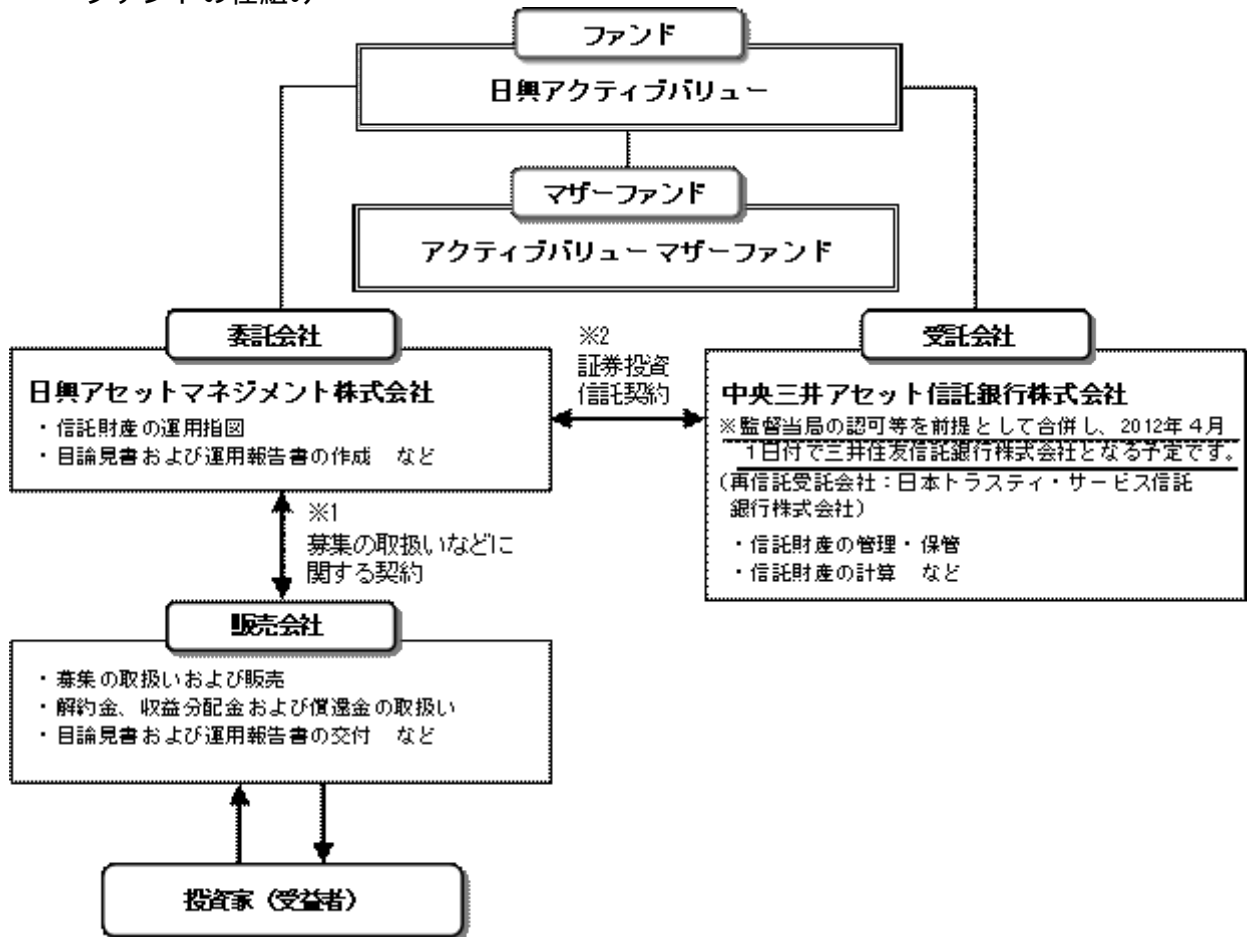 ファンドの仕組み
ファンド
日興アクティブバリュー
マザーファンド
アクティブバリュー マザーファンド
委託会社
日興アセットマネジメント株式会社
・信託財産の運用指図
・目論見書および運用報告書の作成 など
※2
証券投資
信託契約
受託会社
中央三井アセット信託銀行株式会社
※監督当局の認可等を前提として合併し、2012年4月
1日付で三井住友信託銀行株式会社となる予定です。
(再信託受託会社：日本トラスティ・サービス信託
銀行株式会社)
・信託財産の管理・保管
・信託財産の計算 など
※1
募集の取扱いなどに
関する契約
販売会社
・募集の取扱いおよび販売
・解約金、収益分配金および償還金の取扱い
・目論見書および運用報告書の交付 など
投資家（受益者）